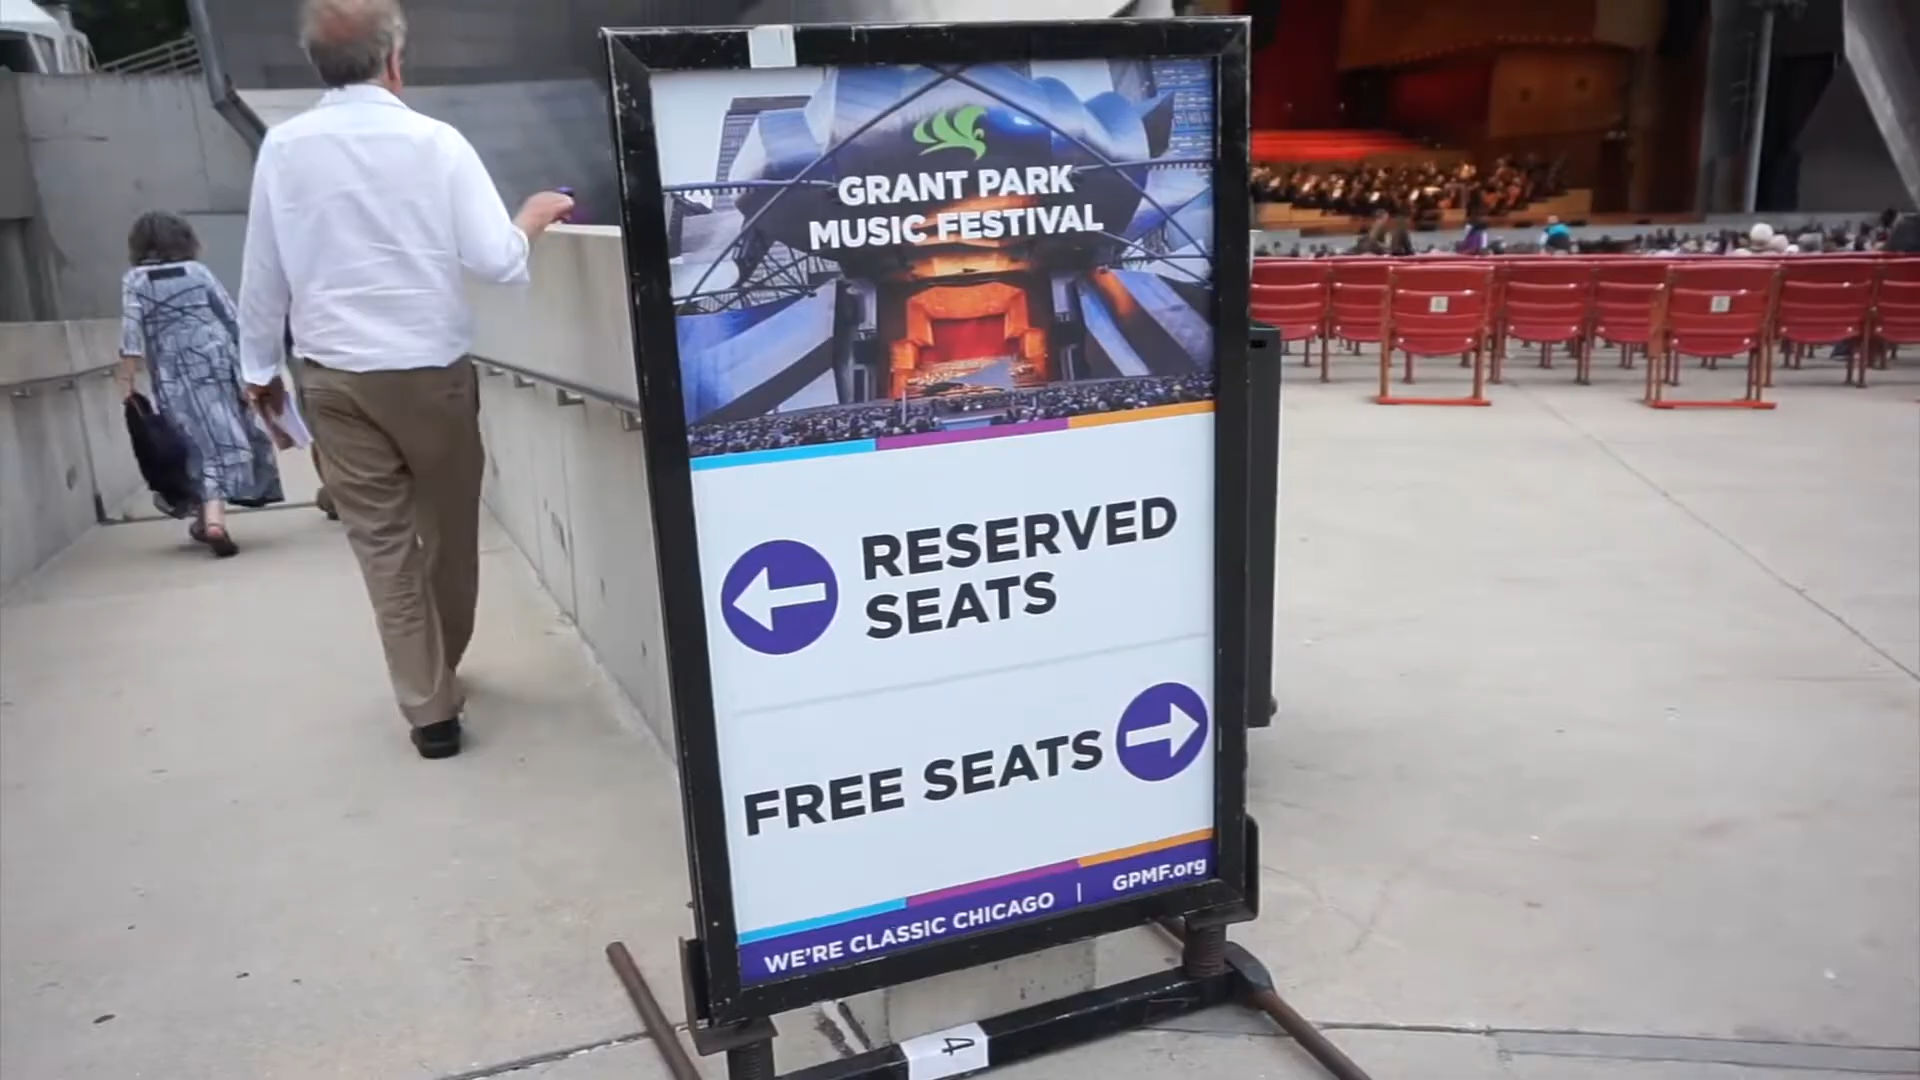 GRANT PARK
MUSIC FESTIVAL
RESERVED
SEATS
FREE SEATS
WE'RE CLASSIC CHICAGO | GPMF.org
4